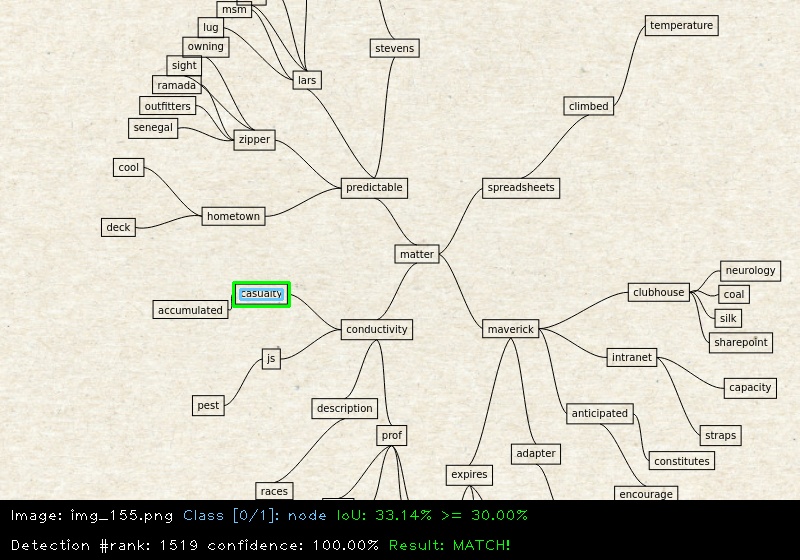 temperature
msm
lug
owning
stevens
sight
lars
ramada
outfitters
climbed
senegal
zipper
cool
predictable
spreadsheets
hometown
deck
matter
neurology
casualty
clubhouse
coal
accumulated
silk
conductivity
maverick
sharepoint
js
intranet
capacity
pest
description
anticipated
prof
straps
adapter
constitutes
expires
races
encourage
Image: img_155.png Class [0/1]: node IoU: 33.14% >= 30.00%
Detection #rank: 1519 confidence: 100.00% Result: MATCH!